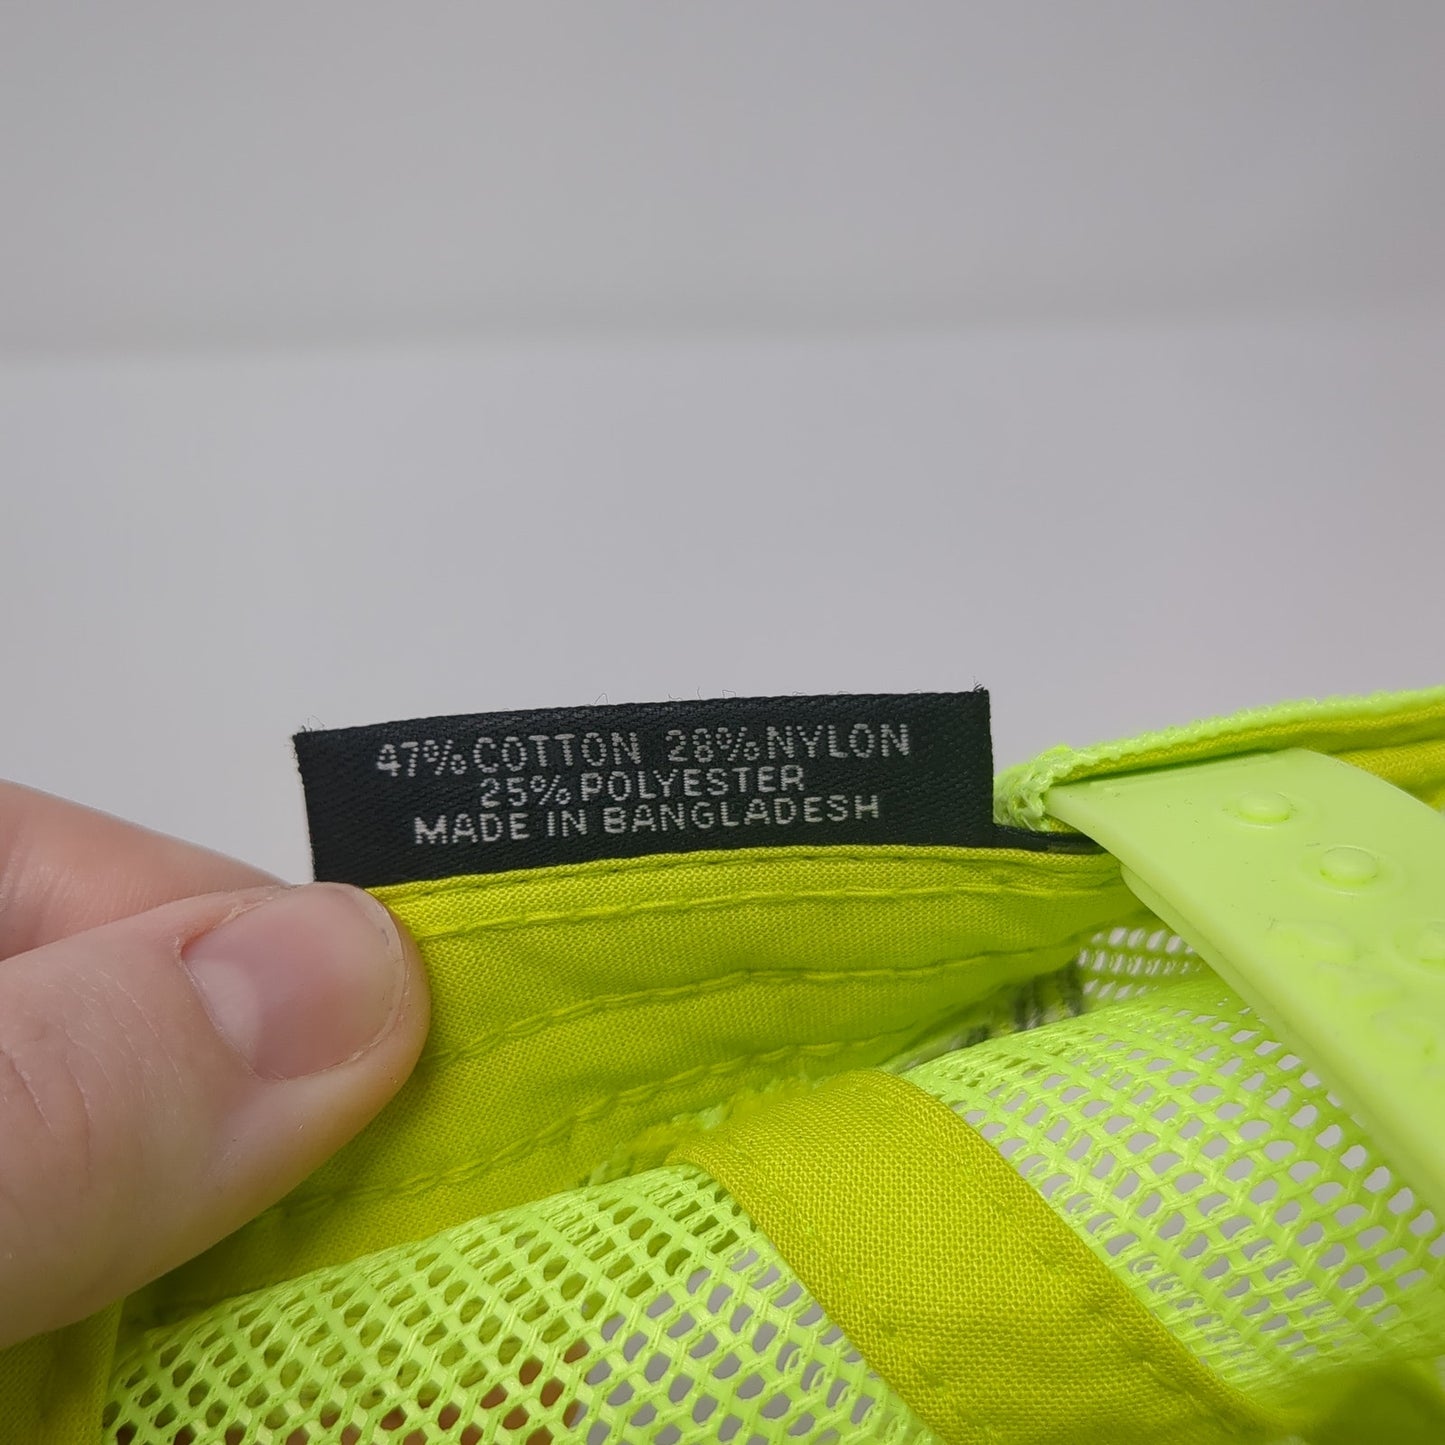 47% COTTON 28% NYLON
25% POLYESTER
MADE IN BANGLADESH